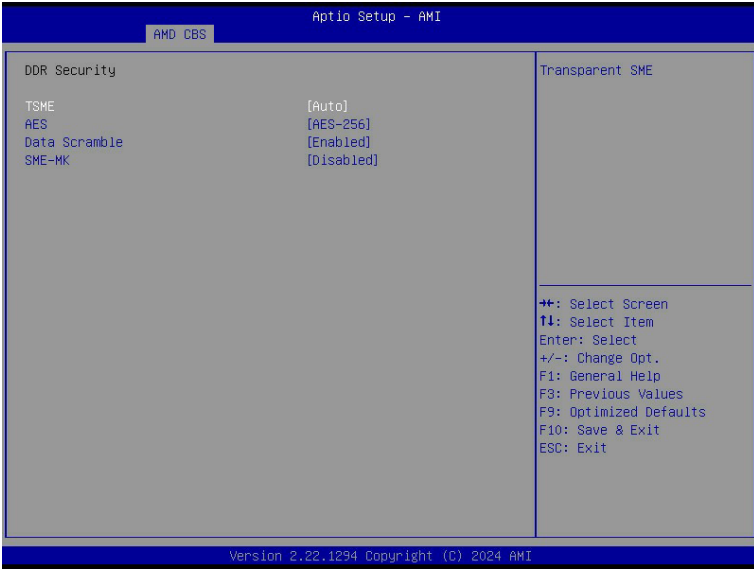 Aptio Setup - AMI
AMD CBS
DDR Security
TSME [Auto]
AES [AES-256]
Data Scramble [Enabled]
SME-MK [Disabled]
Transparent SME
→←: Select Screen
↑↓: Select Item
Enter: Select
+/-: Change Opt.
F1: General Help
F3: Previous Values
F9: Optimized Defaults
F10: Save & Exit
ESC: Exit
Version 2.22.1294 Copyright (C) 2024 AMI